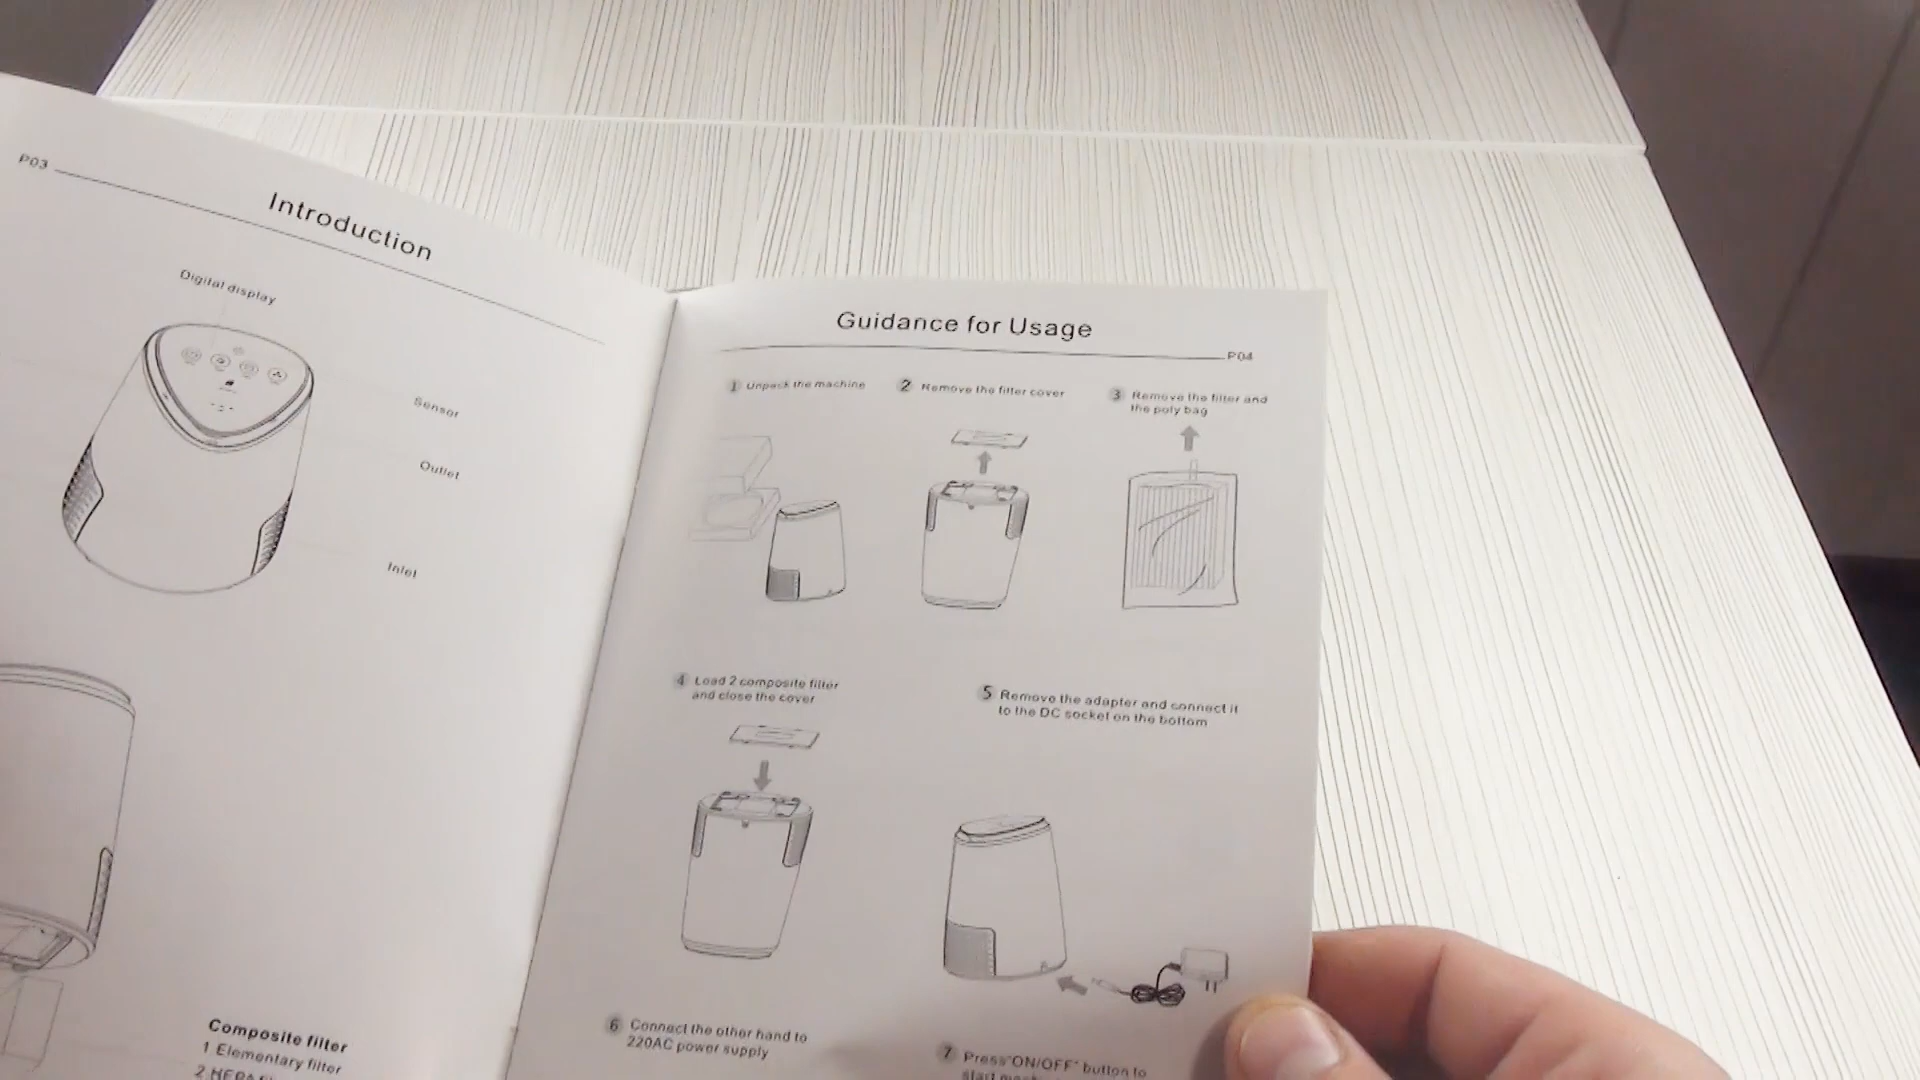 P03
Introduction
Digital display
Sensor
Outlet
Inlet
Composite filter
1 Elementary filter
2 HEPA
Guidance for Usage
P04
1 Unpack the machine
2 Remove the filter cover
3 Remove the filter and
the poly bag
4 Load 2 composite filter
and close the cover
5 Remove the adapter and connect it
to the DC socket on the bottom
6 Connect the other hand to
220AC power supply
7 Press"ON/OFF" button to
start